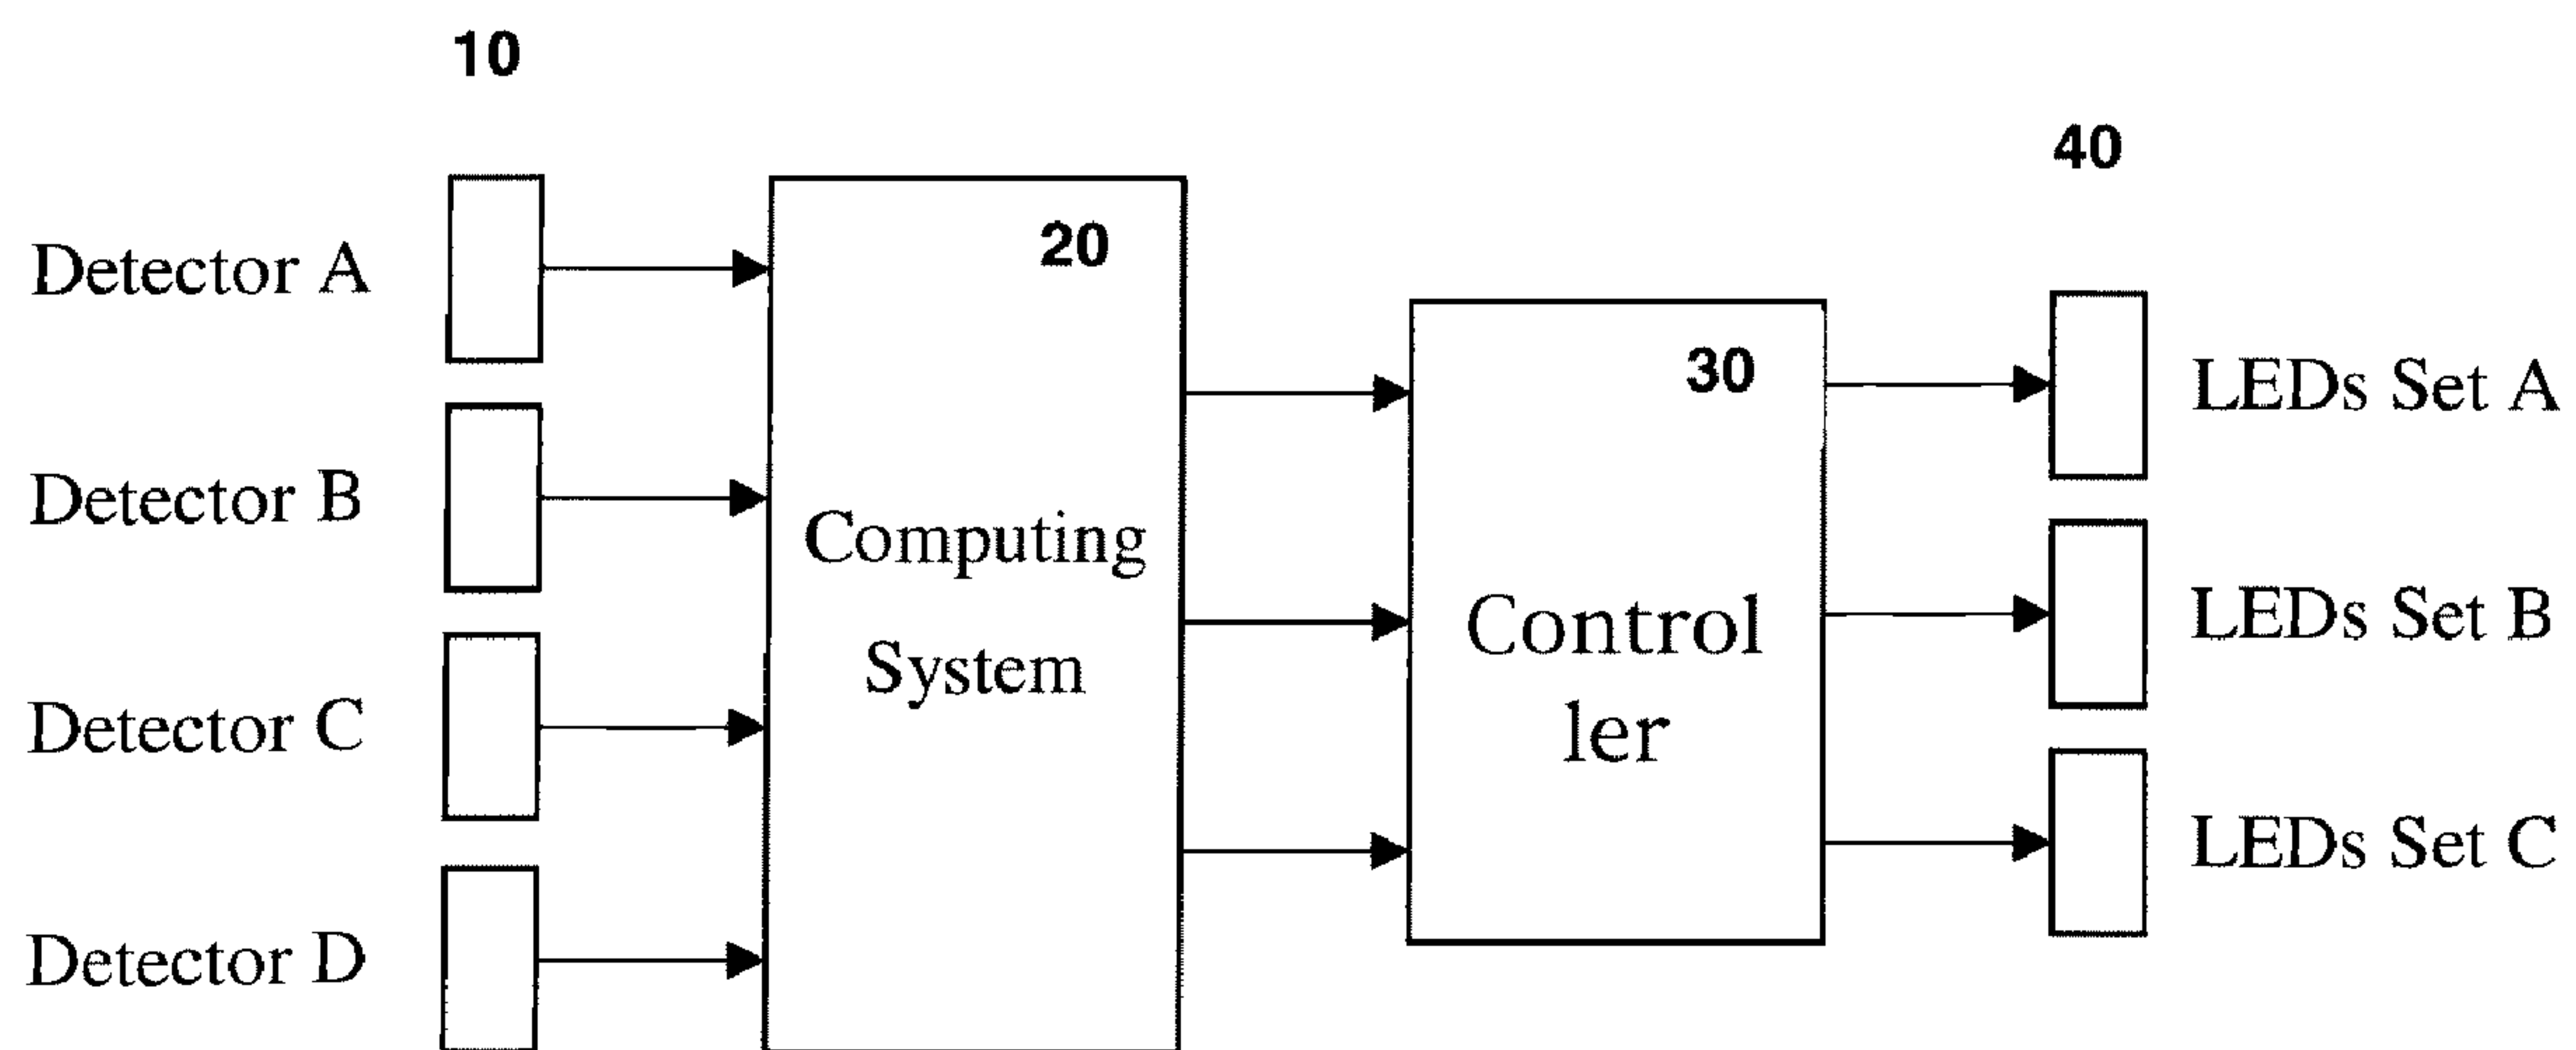 10
40
Detector A
20
Detector B
Computing
System
Detector C
Detector D
30
Control
ler
LEDs Set A
LEDs Set B
LEDs Set C